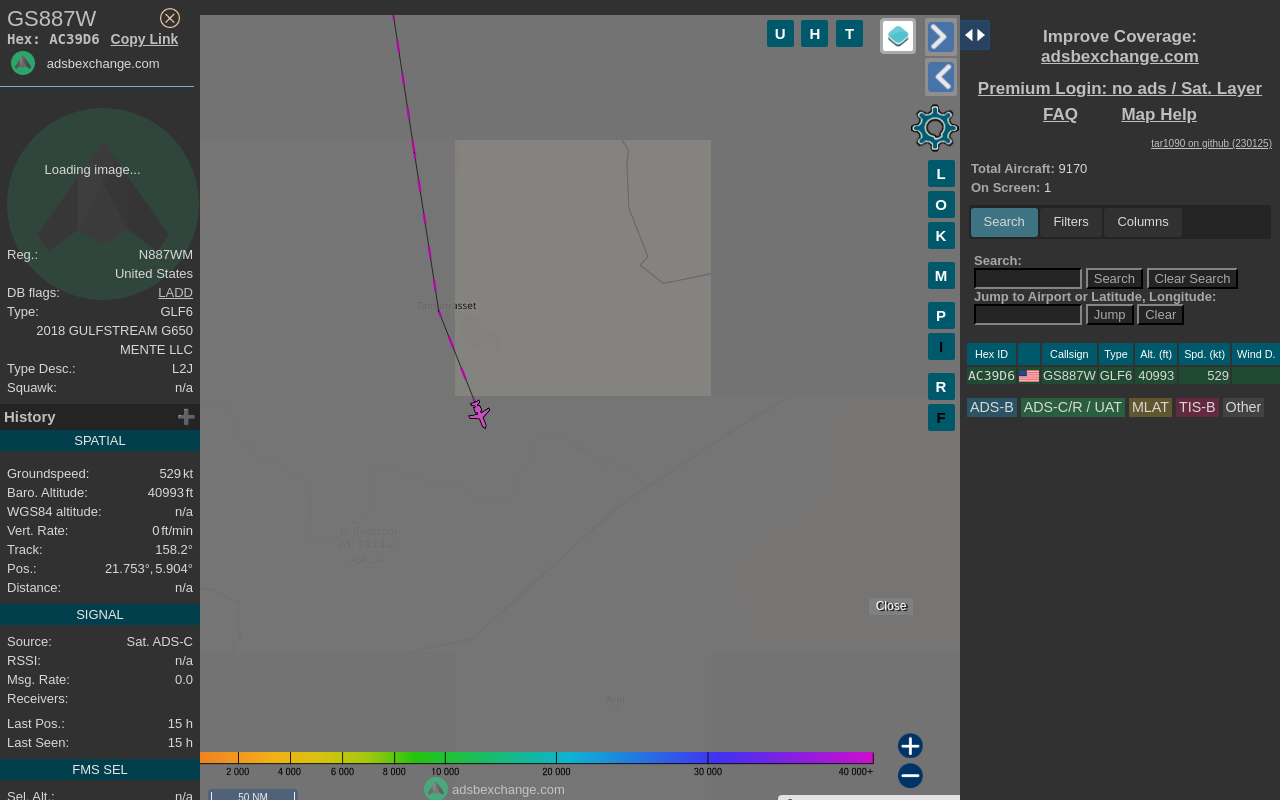 GS887W
Hex: AC39D6 Copy Link
adsbexchange.com
Loading image...
Reg.: N887WM
United States
DB flags: LADD
Type: GLF6
2018 GULFSTREAM G650
MENTE LLC
Type Desc.: L2J
Squawk: n/a
History
SPATIAL
Groundspeed: 529 kt
Baro. Altitude: 40993 ft
WGS84 altitude: n/a
Vert. Rate: 0 ft/min
Track: 158.2°
Pos.: 21.753°, 5.904°
Distance: n/a
SIGNAL
Source: Sat. ADS-C
RSSI: n/a
Msg. Rate: 0.0
Receivers:
Last Pos.: 15 h
Last Seen: 15 h
FMS SEL
Sel. Alt.: n/a
U H T
L
O
K
M
P
I
R
F
Tamanrasset
Arlit
Close
2 000 4 000 6 000 8 000 10 000 20 000 30 000 40 000+
adsbexchange.com
50 NM
Improve Coverage:
adsbexchange.com
Premium Login: no ads / Sat. Layer
FAQ Map Help
tar1090 on github (230125)
Total Aircraft: 9170
On Screen: 1
Search Filters Columns
Search:
Search Clear Search
Jump to Airport or Latitude, Longitude:
Jump Clear
Hex ID Callsign Type Alt. (ft) Spd. (kt) Wind D.
AC39D6 GS887W GLF6 40993 529
ADS-B ADS-C/R / UAT MLAT TIS-B Other